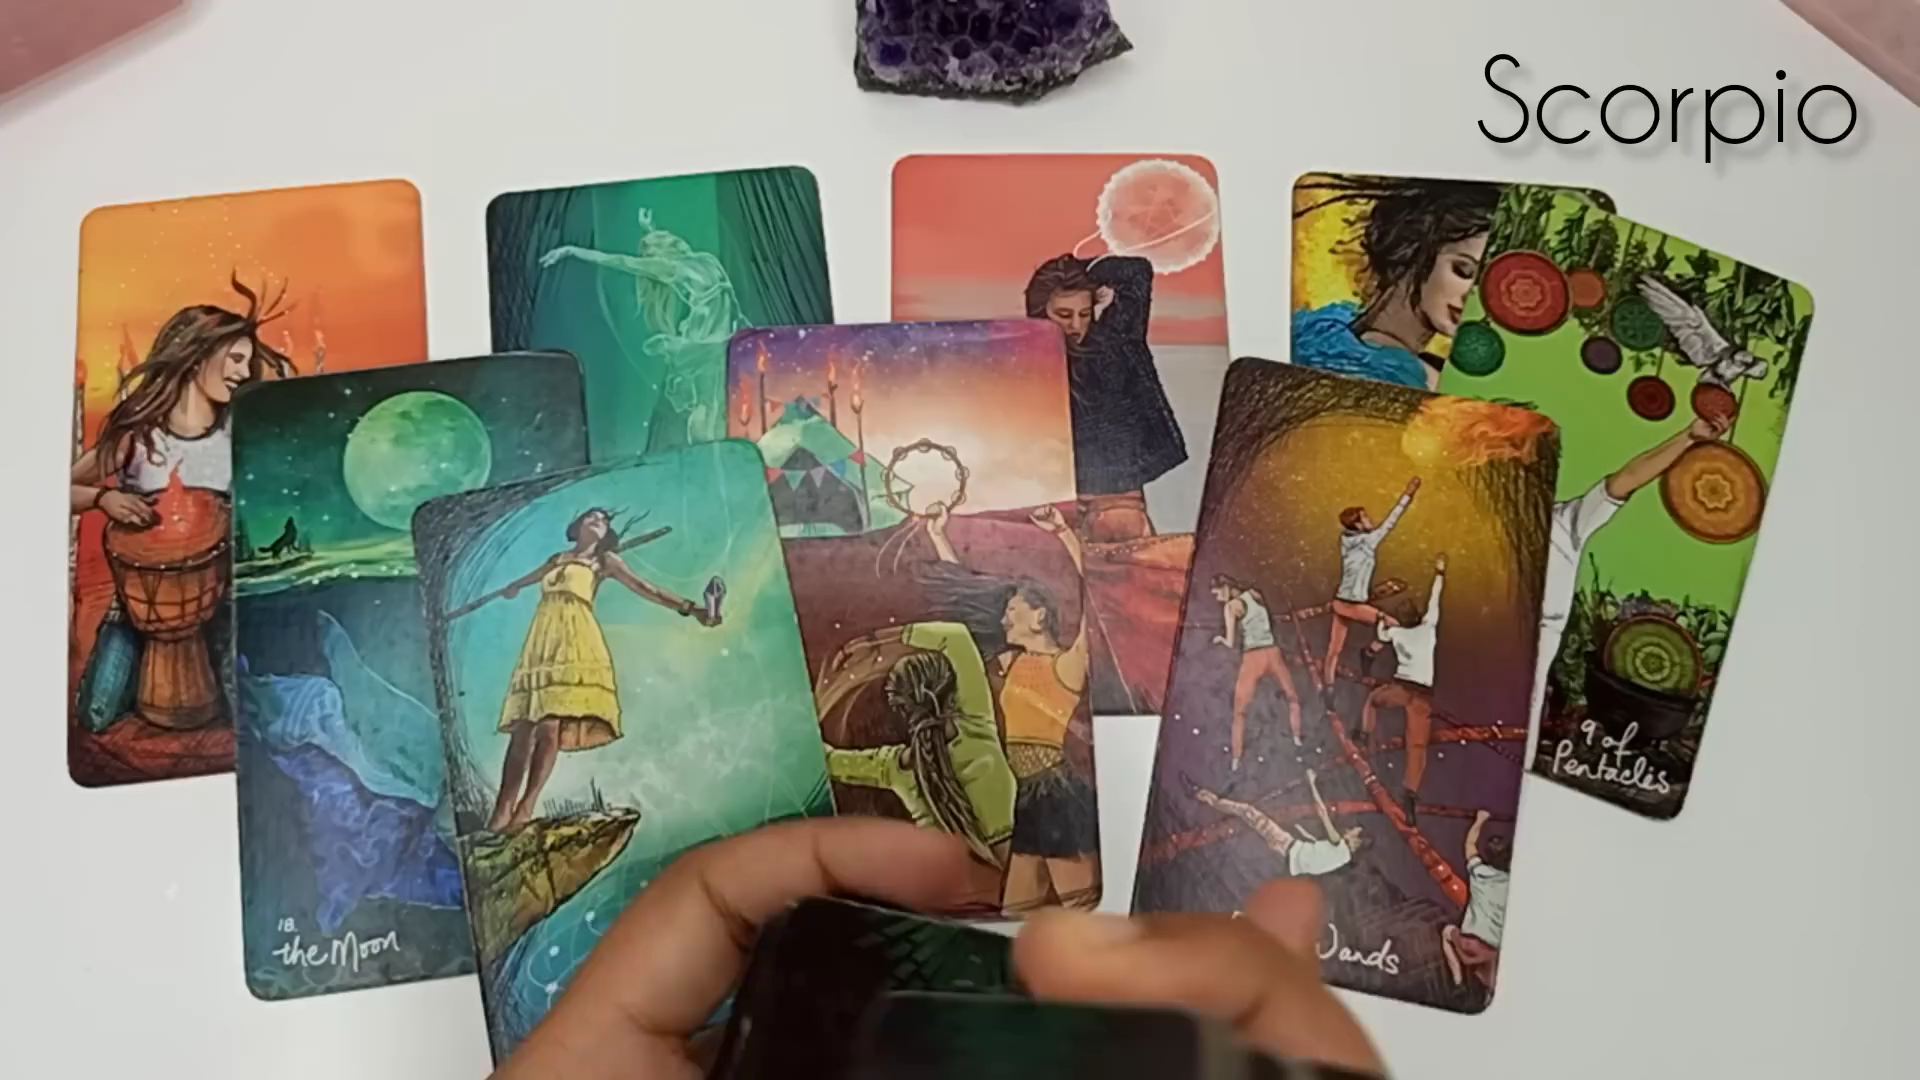 Scorpio
9 of
Pentacles
18.
the Moon
Wands